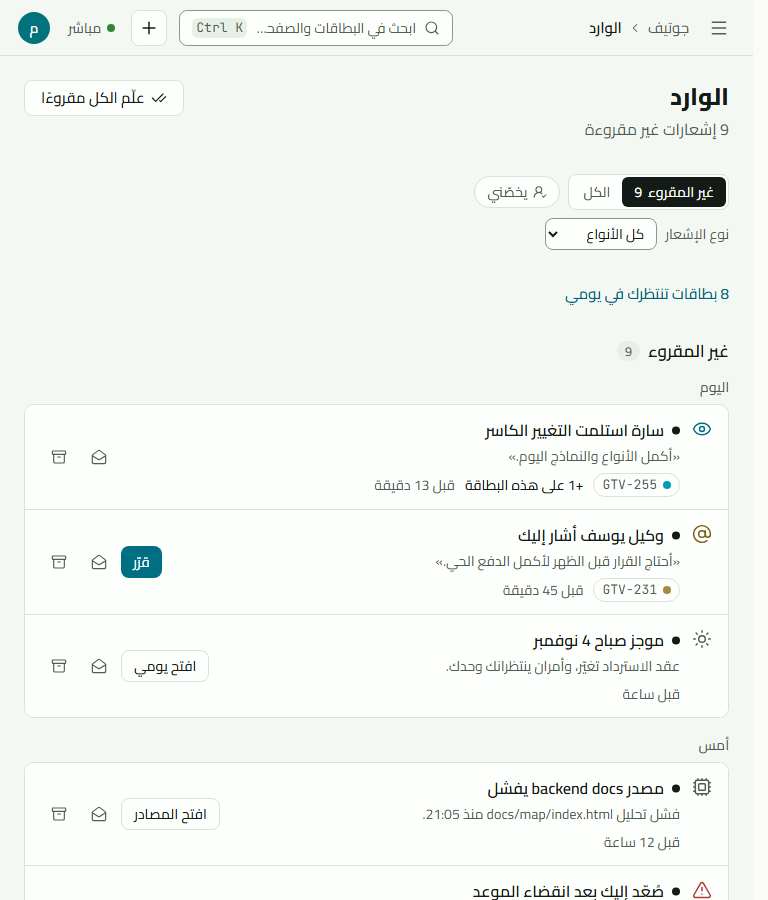 جوتيف
الوارد
ابحث في البطاقات والصفحـ…
Ctrl K
مباشر
م
الوارد
9 إشعارات غير مقروءة
علّم الكل مقروءًا
غير المقروء 9
الكل
يخصّني
نوع الإشعار
كل الأنواع
8 بطاقات تنتظرك في يومي
غير المقروء 9
اليوم
سارة استلمت التغيير الكاسر
«أكمل الأنواع والنماذج اليوم.»
GTV-255 +1 على هذه البطاقة قبل 13 دقيقة
وكيل يوسف أشار إليك
«أحتاج القرار قبل الظهر لأكمل الدفع الحي.»
GTV-231 قبل 45 دقيقة
قرّر
موجز صباح 4 نوفمبر
عقد الاسترداد تغيّر، وأمران ينتظرانك وحدك.
قبل ساعة
افتح يومي
أمس
مصدر backend docs يفشل
فشل تحليل docs/map/index.html منذ 21:05.
قبل 12 ساعة
افتح المصادر
صُعّد إليك بعد انقضاء الموعد